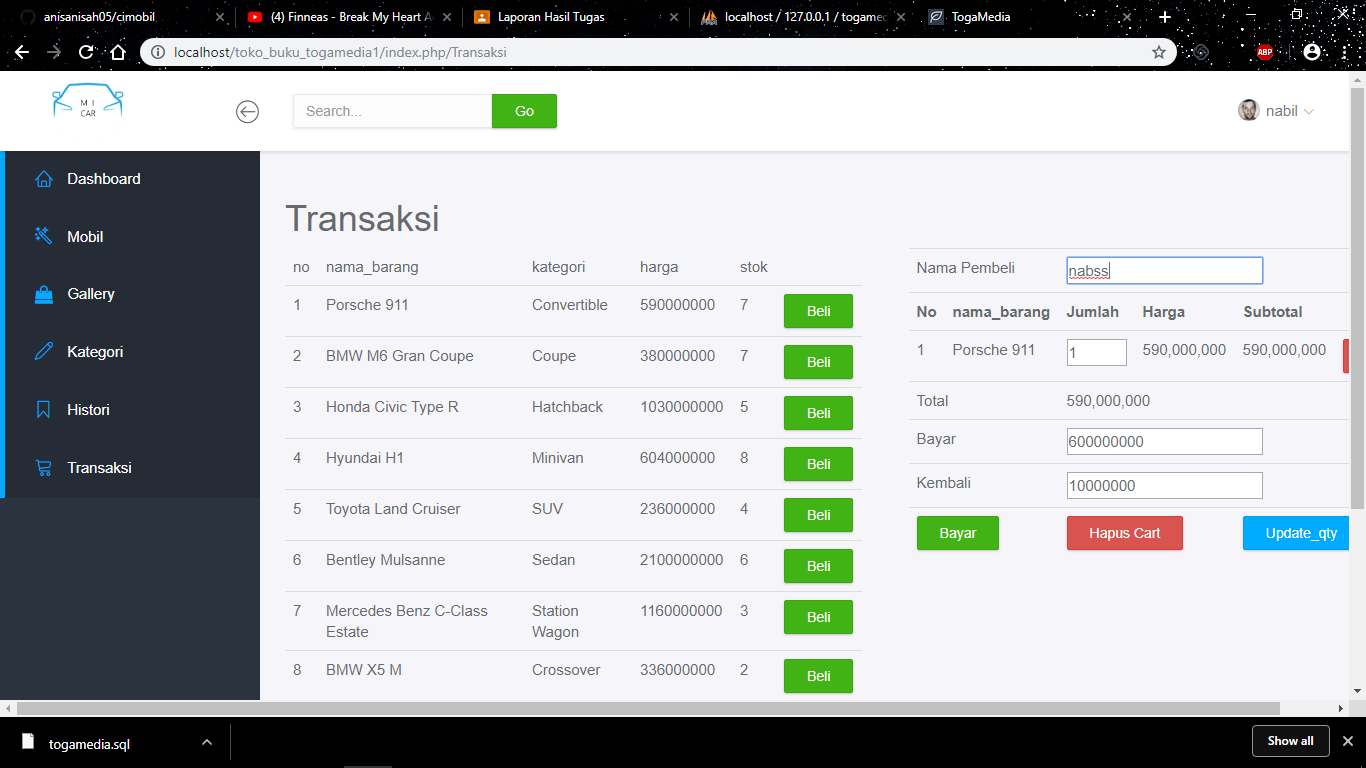 anisanisah05/cimobil
(4) Finneas - Break My Heart A
Laporan Hasil Tugas
localhost / 127.0.0.1 / togamed
TogaMedia
localhost/toko_buku_togamedia1/index.php/Transaksi
ABP
M I
CAR
Search...
Go
nabil
Dashboard
Mobil
Gallery
Kategori
Histori
Transaksi
Transaksi
no nama_barang kategori harga stok
1 Porsche 911 Convertible 590000000 7 Beli
2 BMW M6 Gran Coupe Coupe 380000000 7 Beli
3 Honda Civic Type R Hatchback 1030000000 5 Beli
4 Hyundai H1 Minivan 604000000 8 Beli
5 Toyota Land Cruiser SUV 236000000 4 Beli
6 Bentley Mulsanne Sedan 2100000000 6 Beli
7 Mercedes Benz C-Class Station 1160000000 3 Beli
Estate Wagon
8 BMW X5 M Crossover 336000000 2 Beli
Nama Pembeli nabss
No nama_barang Jumlah Harga Subtotal
1 Porsche 911 1 590,000,000 590,000,000
Total 590,000,000
Bayar 600000000
Kembali 10000000
Bayar Hapus Cart Update_qty
togamedia.sql
Show all